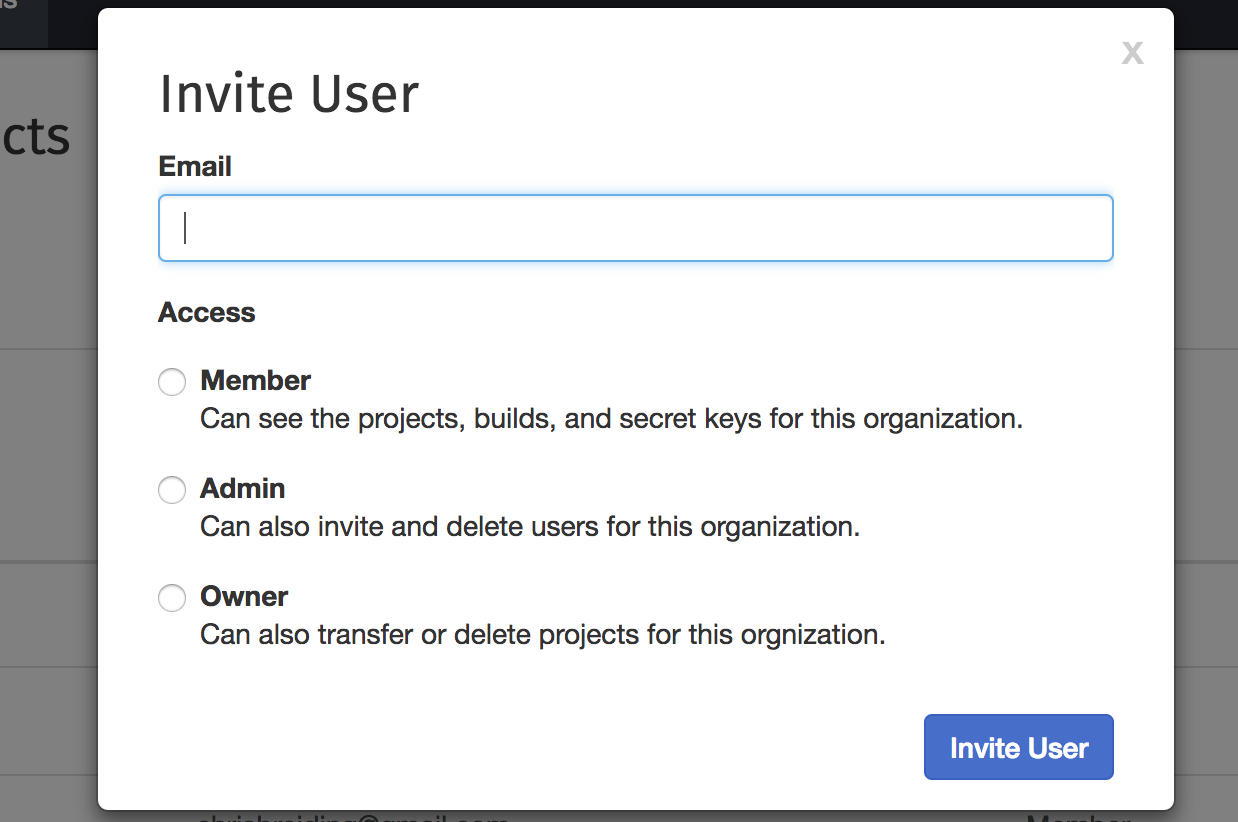 cts
x
Invite User
Email
Access
Member
Can see the projects, builds, and secret keys for this organization.
Admin
Can also invite and delete users for this organization.
Owner
Can also transfer or delete projects for this orgnization.
Invite User